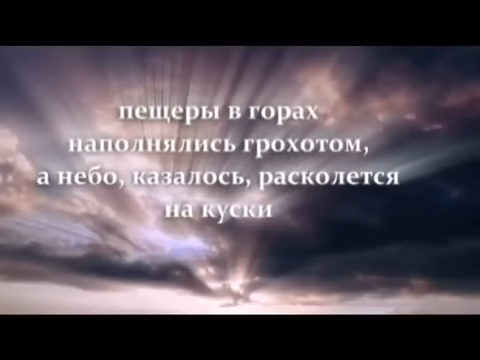 пещеры в горах
наполнялись грохотом,
а небо, казалось, расколется
на куски